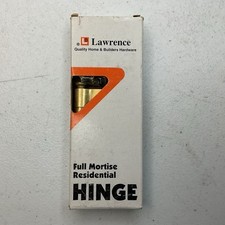 L Lawrence
Quality Home & Builders Hardware
Full Mortise
Residential
HINGE